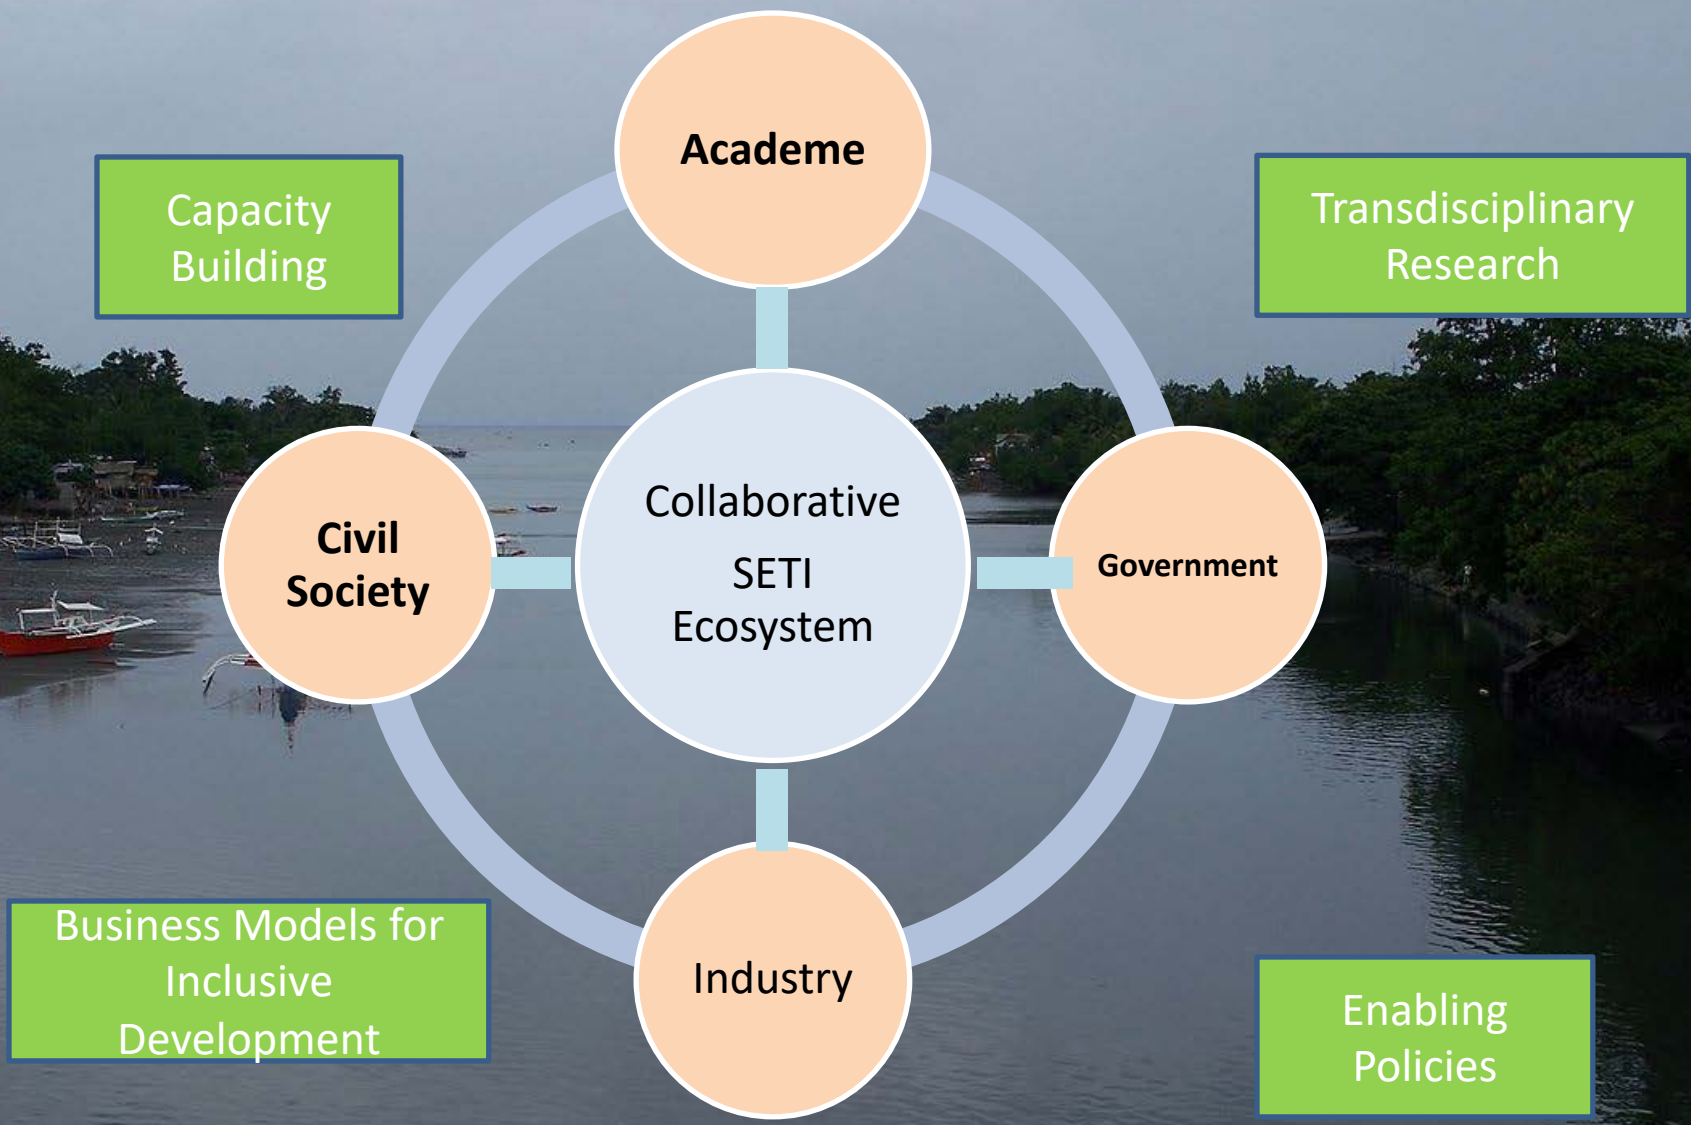 Academe
Capacity
Building
Transdisciplinary
Research
Civil
Society
Collaborative
SETI
Ecosystem
Government
Industry
Business Models for
Inclusive
Development
Enabling
Policies